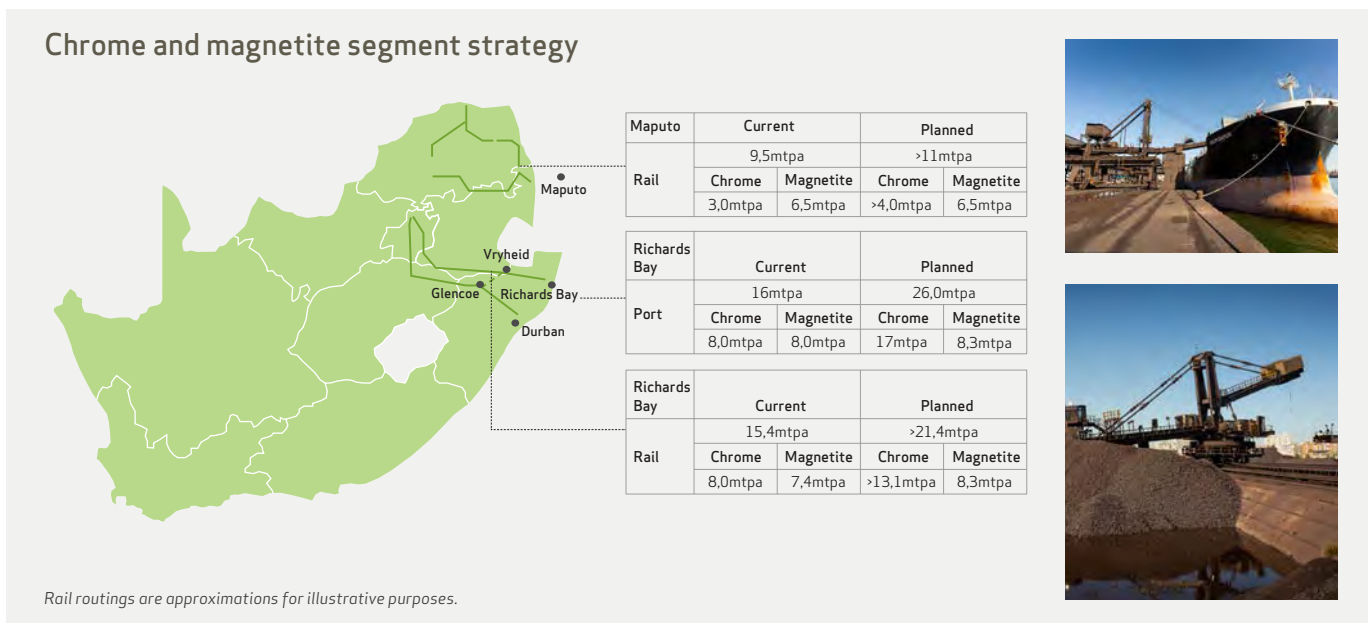 Chrome and magnetite segment strategy
Maputo
Vryheid
Glencoe
Richards Bay
Durban
Maputo Current Planned
Rail 9,5mtpa >11mtpa
Chrome Magnetite Chrome Magnetite
3,0mtpa 6,5mtpa >4,0mtpa 6,5mtpa
Richards
Bay Current Planned
Port 16mtpa 26,0mtpa
Chrome Magnetite Chrome Magnetite
8,0mtpa 8,0mtpa 17mtpa 8,3mtpa
Richards
Bay Current Planned
Rail 15,4mtpa >21,4mtpa
Chrome Magnetite Chrome Magnetite
8,0mtpa 7,4mtpa >13,1mtpa 8,3mtpa
Rail routings are approximations for illustrative purposes.